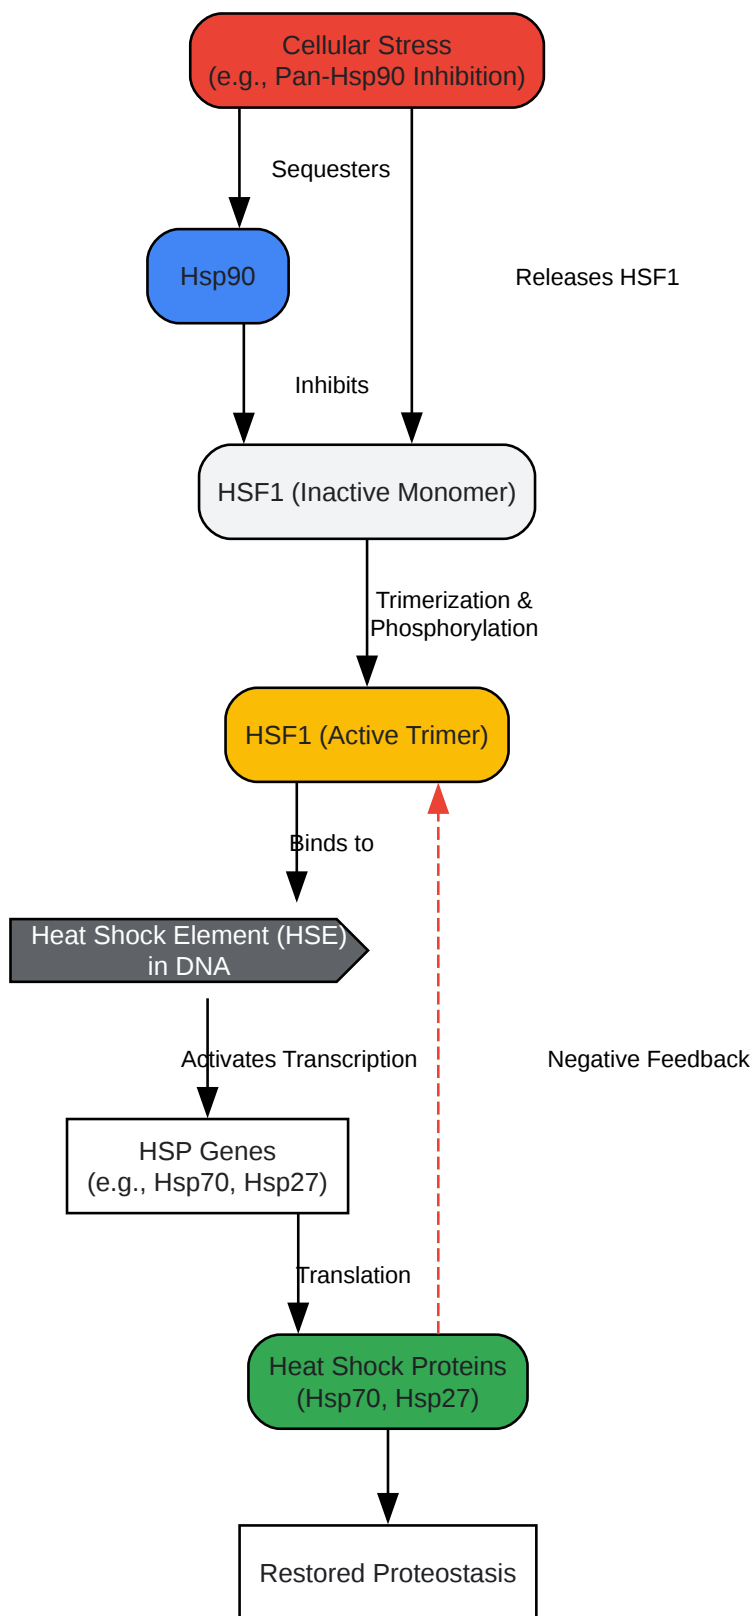 Cellular Stress
(e.g., Pan-Hsp90 Inhibition)
Sequesters
Hsp90
Releases HSF1
Inhibits
HSF1 (Inactive Monomer)
Trimerization &
Phosphorylation
HSF1 (Active Trimer)
Binds to
Heat Shock Element (HSE)
in DNA
Activates Transcription
Negative Feedback
HSP Genes
(e.g., Hsp70, Hsp27)
Translation
Heat Shock Proteins
(Hsp70, Hsp27)
Restored Proteostasis